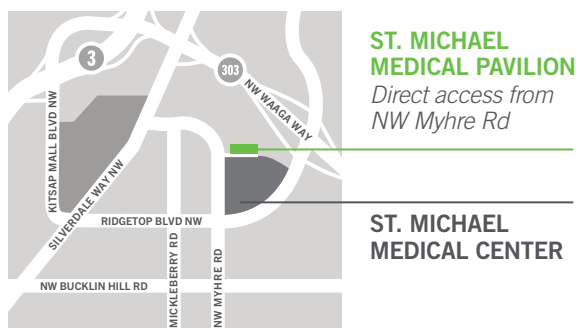 3
303
NW WAAGA WAY
KITSAP MALL BLVD NW
SILVERDALE WAY NW
RIDGETOP BLVD NW
MICKLEBERRY RD
NW MYHRE RD
NW BUCKLIN HILL RD
ST. MICHAEL
MEDICAL PAVILION
Direct access from
NW Myhre Rd
ST. MICHAEL
MEDICAL CENTER